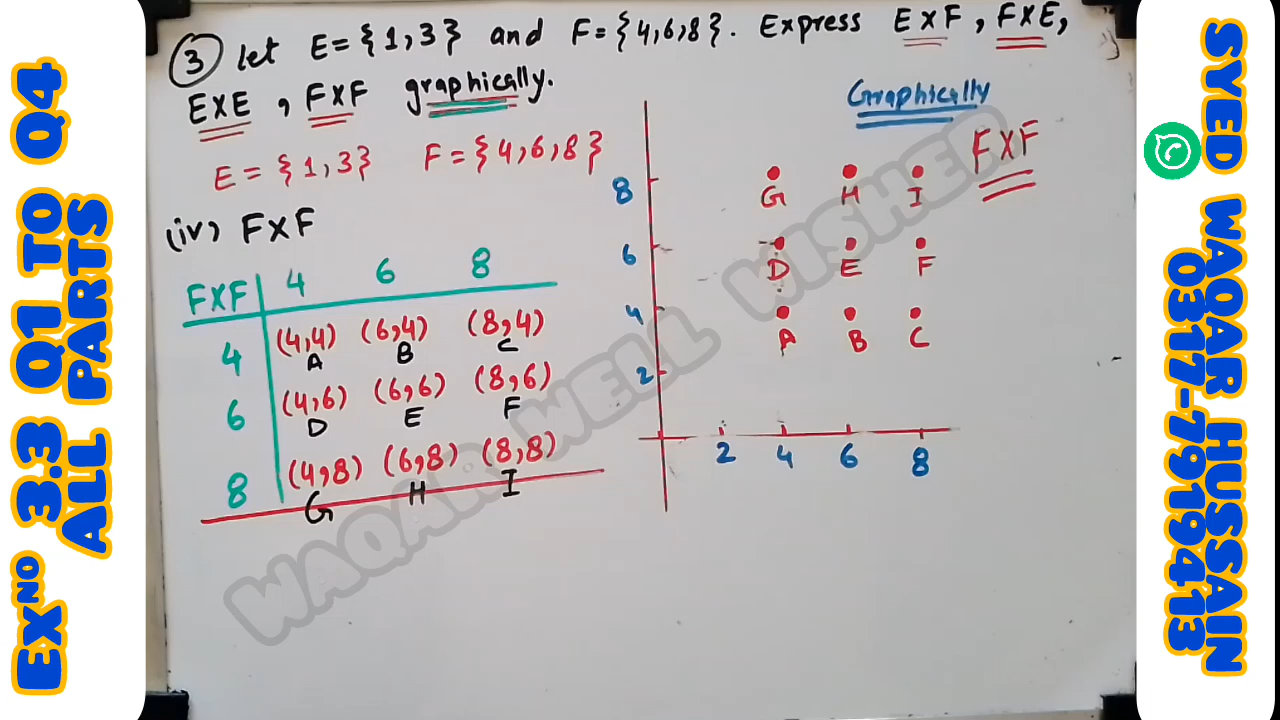 ③ let E = {1,3} and F = {4,6,8}. Express E×F, F×E,
E×E, F×F graphically.
E = {1,3} F = {4,6,8}
(iv) F×F
F×F 4 6 8
4 (4,4) (6,4) (8,4)
A B C
6 (4,6) (6,6) (8,6)
D E F
8 (4,8) (6,8) (8,8)
G H I
Graphically
F×F
8
G H I
6
D E F
4
A B C
2
2 4 6 8
WAQAR WELL WISHER
EXᴺᴼ 3.3 Q1 TO Q4
ALL PARTS
SYED WAQAR HUSSAIN
0317-7919413